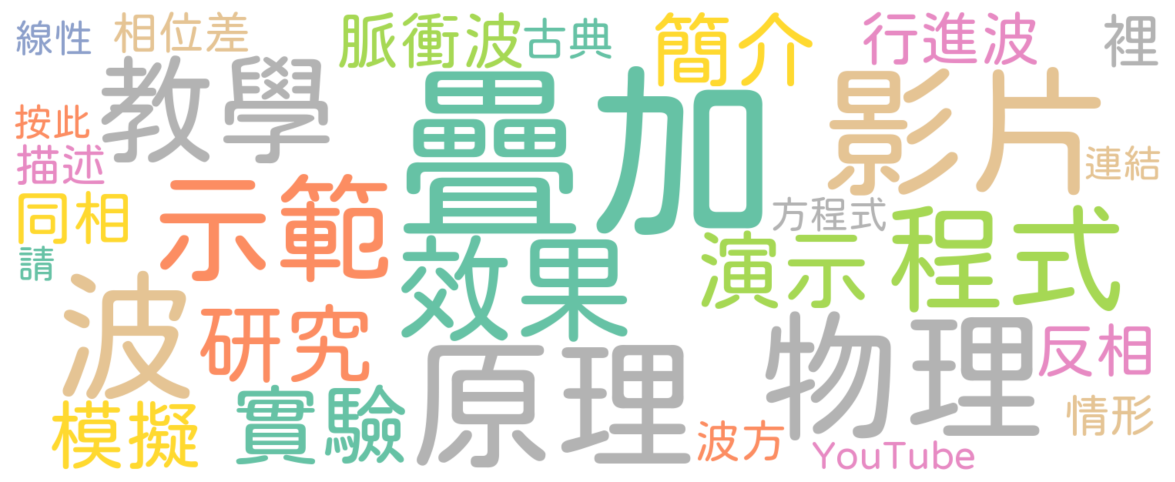 線性
相位差
脈衝波
古典
簡介
行進波
裡
教學
疊加
影片
按此
描述
連結
同相
示範
方程式
請
效果
演示
程式
波
研究
原理
物理
反相
模擬
實驗
波方
情形
YouTube